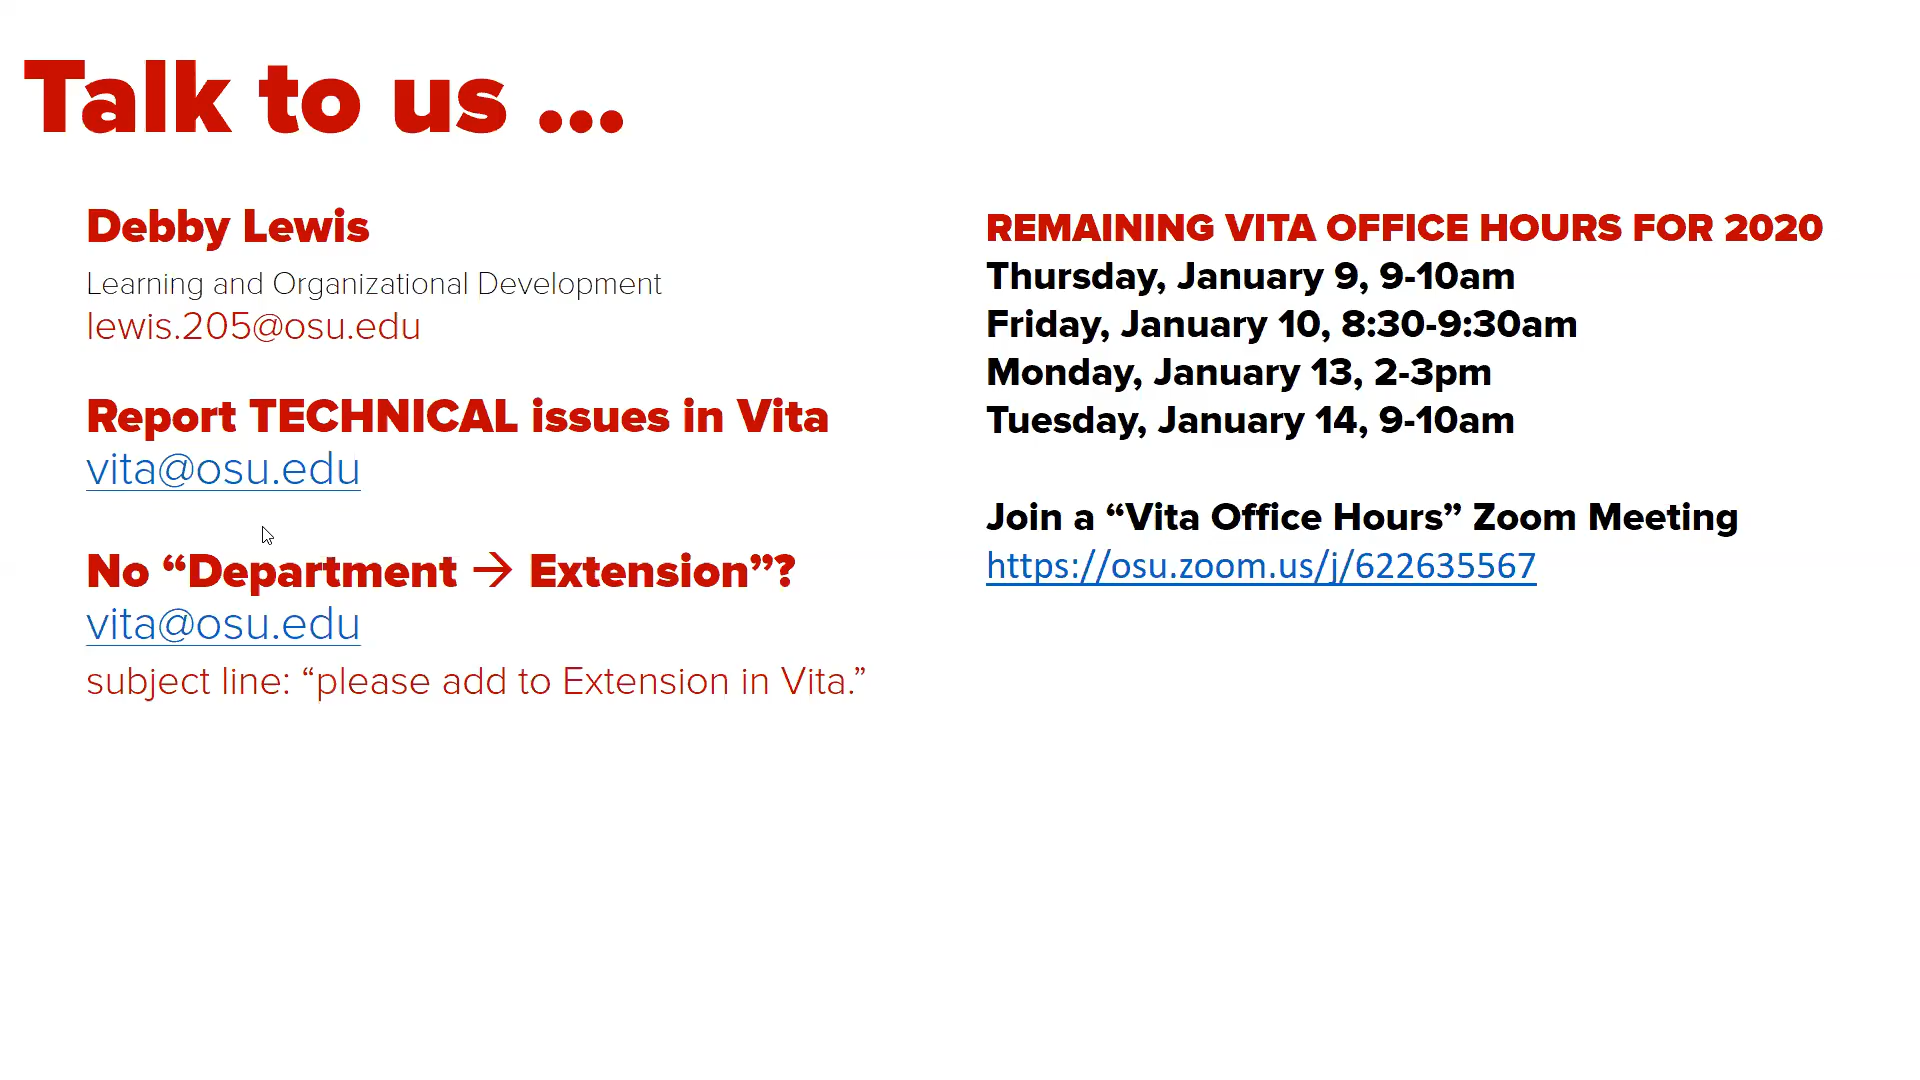 Talk to us ...
Debby Lewis
Learning and Organizational Development
lewis.205@osu.edu
Report TECHNICAL issues in Vita
vita@osu.edu
No “Department → Extension”?
vita@osu.edu
subject line: “please add to Extension in Vita.”
REMAINING VITA OFFICE HOURS FOR 2020
Thursday, January 9, 9-10am
Friday, January 10, 8:30-9:30am
Monday, January 13, 2-3pm
Tuesday, January 14, 9-10am
Join a “Vita Office Hours” Zoom Meeting
https://osu.zoom.us/j/622635567